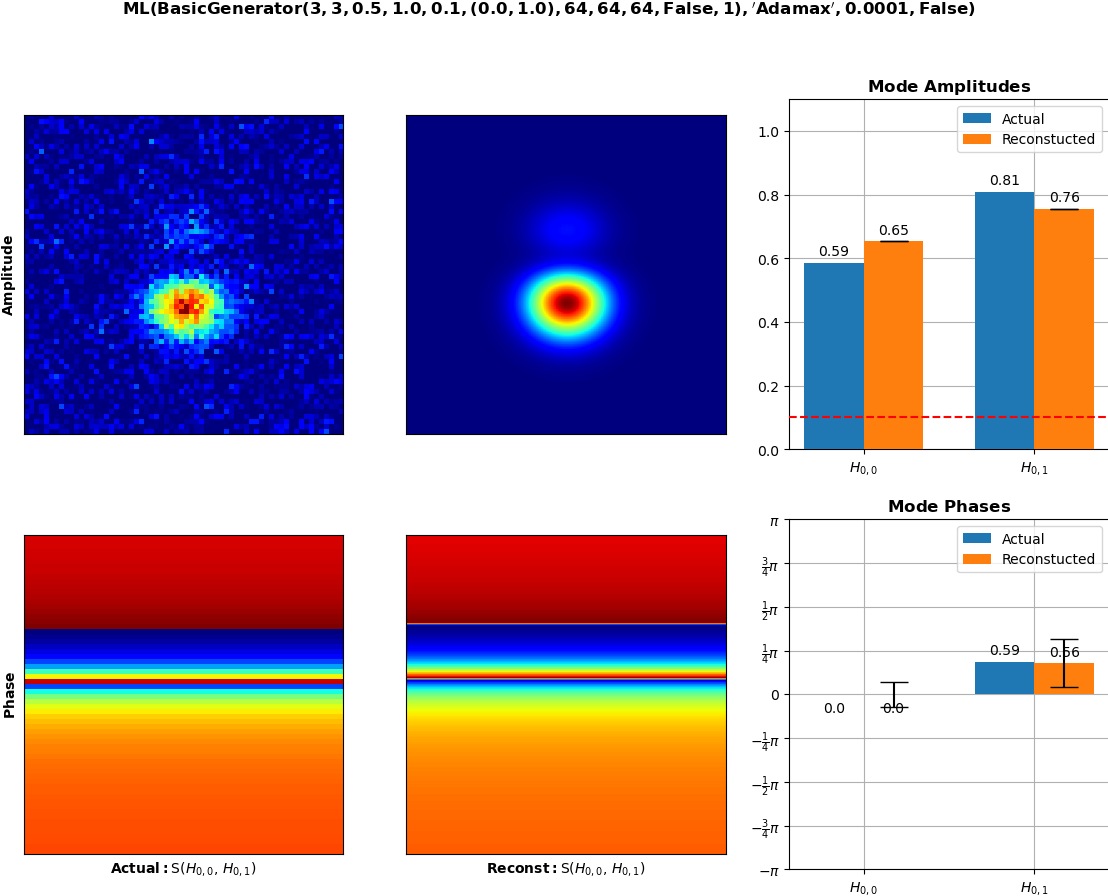 ML(BasicGenerator(3, 3, 0.5, 1.0, 0.1, (0.0, 1.0), 64, 64, 64, False, 1), ′Adamax′, 0.0001, False)
Amplitude
Mode Amplitudes
Actual
Reconstucted
1.0
0.8
0.6
0.4
0.2
0.0
0.59
0.65
0.81
0.76
H0,0
H0,1
Phase
Actual: S(H0,0, H0,1)
Reconst: S(H0,0, H0,1)
Mode Phases
Actual
Reconstucted
π
3/4π
1/2π
1/4π
0
−1/4π
−1/2π
−3/4π
−π
0.0
0.0
0.59
0.56
H0,0
H0,1